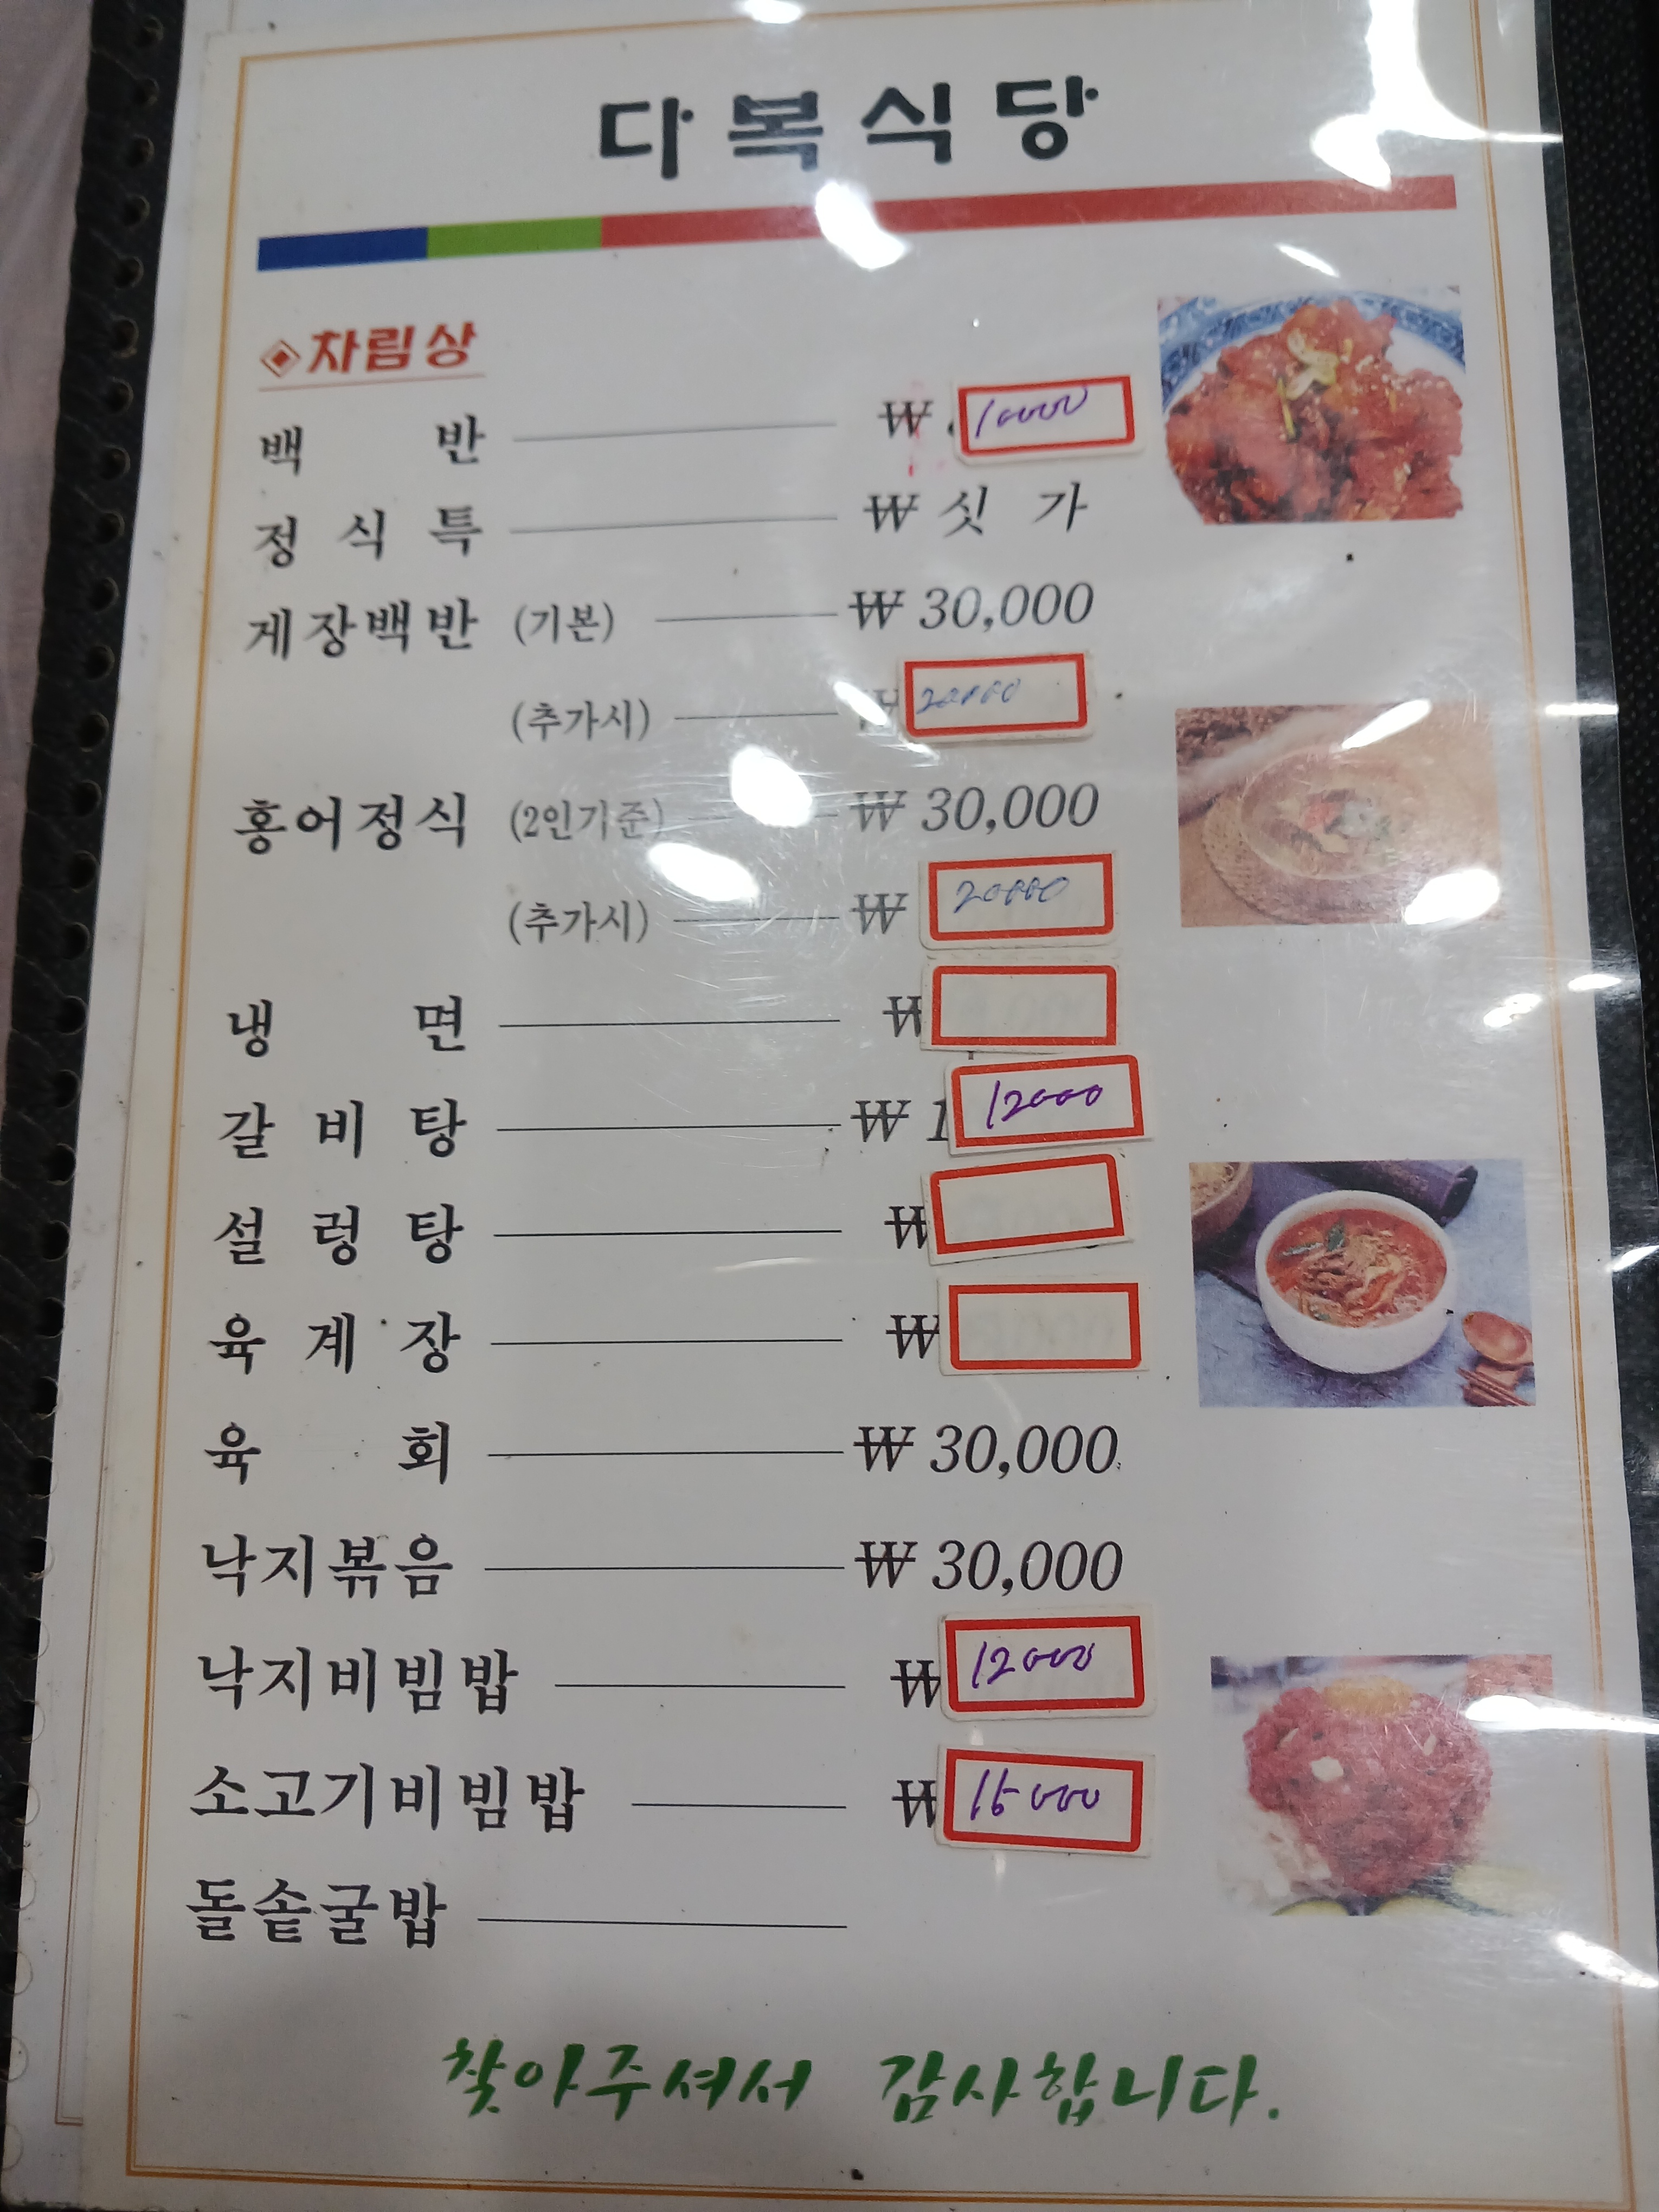 다복식당
차림상
백 반 ₩ 10000
정 식 특 ₩ 싯 가
게장백반 (기본) ₩ 30,000
(추가시) ₩ 20000
홍어정식 (2인기준) ₩ 30,000
(추가시) ₩ 20000
냉 면 ₩
갈 비 탕 ₩ 1 12000
설 렁 탕 ₩
육 계 장 ₩
육 회 ₩ 30,000
낙지볶음 ₩ 30,000
낙지비빔밥 ₩ 12000
소고기비빔밥 ₩ 15000
돌솥굴밥
찾아주셔서 감사합니다.